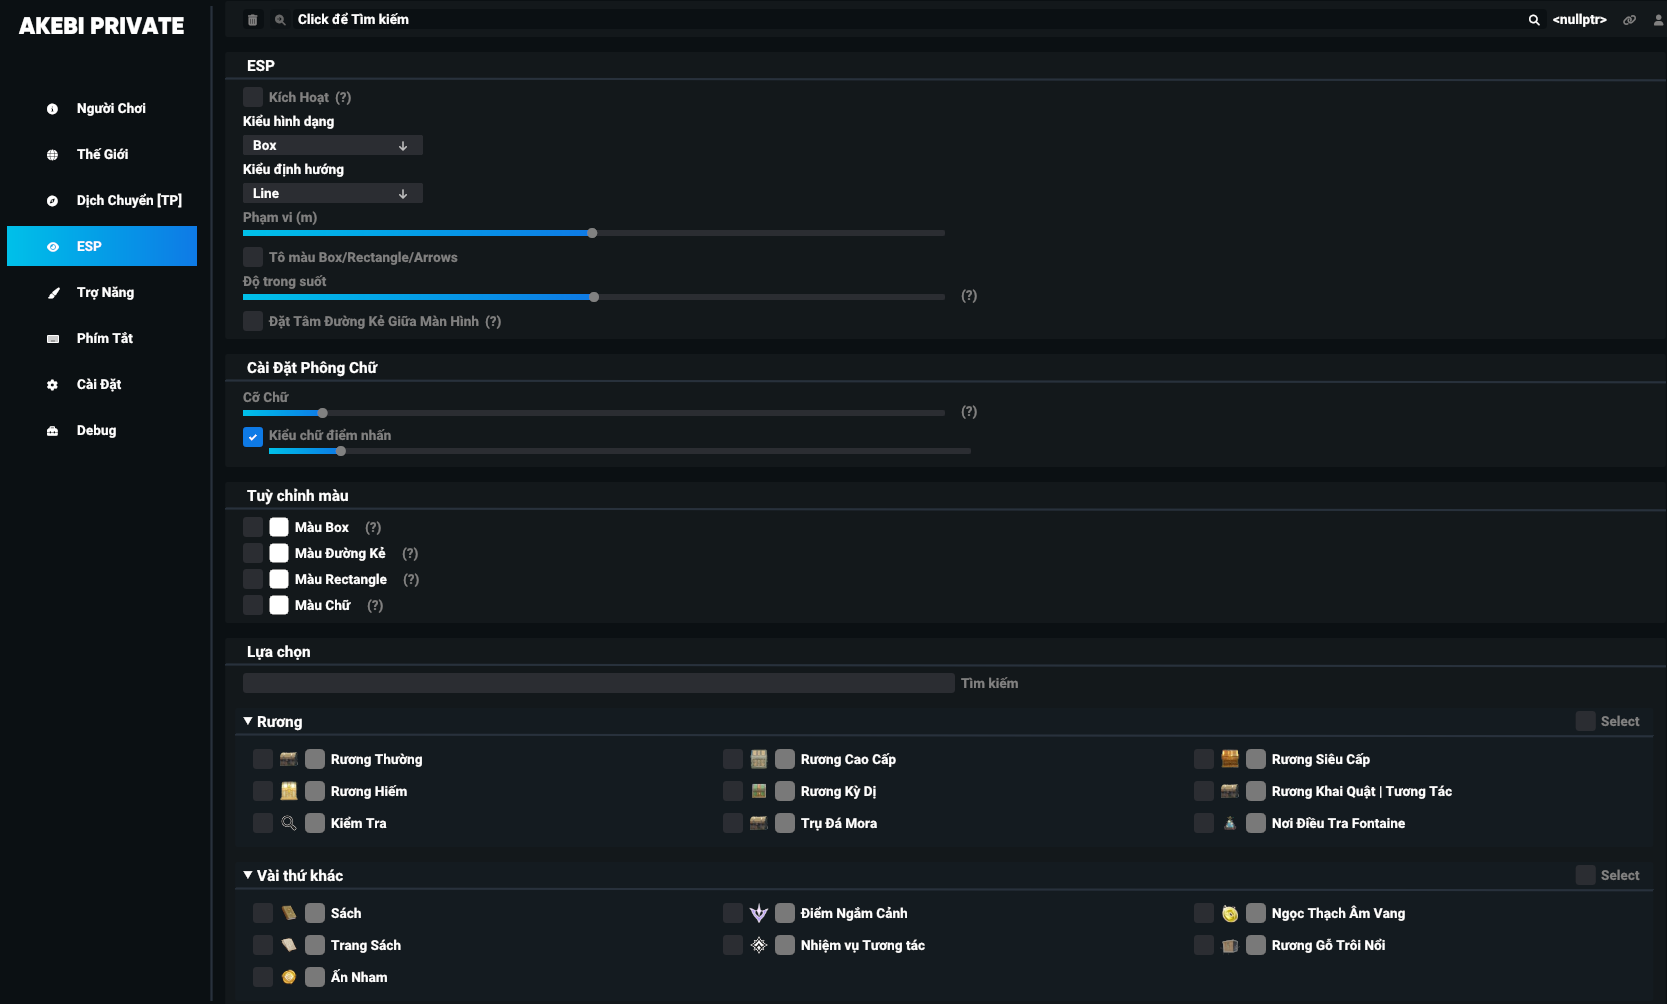 AKEBI PRIVATE
Click để Tìm kiếm
<nullptr>
Người Chơi
Thế Giới
Dịch Chuyển [TP]
ESP
Trợ Năng
Phím Tắt
Cài Đặt
Debug
ESP
Kích Hoạt (?)
Kiểu hình dạng
Box
Kiểu định hướng
Line
Phạm vi (m)
Tô màu Box/Rectangle/Arrows
Độ trong suốt
(?)
Đặt Tâm Đường Kẻ Giữa Màn Hình (?)
Cài Đặt Phông Chữ
Cỡ Chữ
(?)
Kiểu chữ điểm nhấn
Tuỳ chỉnh màu
Màu Box (?)
Màu Đường Kẻ (?)
Màu Rectangle (?)
Màu Chữ (?)
Lựa chọn
Tìm kiếm
Rương Select
Rương Thường Rương Cao Cấp Rương Siêu Cấp
Rương Hiếm Rương Kỳ Dị Rương Khai Quật | Tương Tác
Kiểm Tra Trụ Đá Mora Nơi Điều Tra Fontaine
Vài thứ khác Select
Sách Điểm Ngắm Cảnh Ngọc Thạch Âm Vang
Trang Sách Nhiệm vụ Tương tác Rương Gỗ Trôi Nổi
Ấn Nham